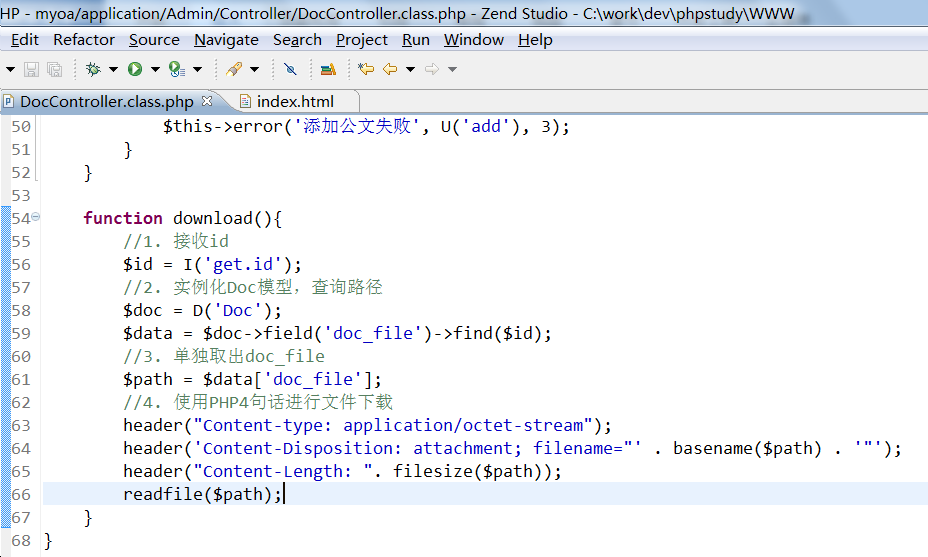 HP - myoa/application/Admin/Controller/DocController.class.php - Zend Studio - C:\work\dev\phpstudy\WWW
Edit Refactor Source Navigate Search Project Run Window Help
DocController.class.php index.html
50 $this->error('添加公文失败', U('add'), 3);
51 }
52 }
53
54 function download(){
55 //1. 接收id
56 $id = I('get.id');
57 //2. 实例化Doc模型，查询路径
58 $doc = D('Doc');
59 $data = $doc->field('doc_file')->find($id);
60 //3. 单独取出doc_file
61 $path = $data['doc_file'];
62 //4. 使用PHP4句话进行文件下载
63 header("Content-type: application/octet-stream");
64 header('Content-Disposition: attachment; filename="' . basename($path) . '"');
65 header("Content-Length: ". filesize($path));
66 readfile($path);
67 }
68 }